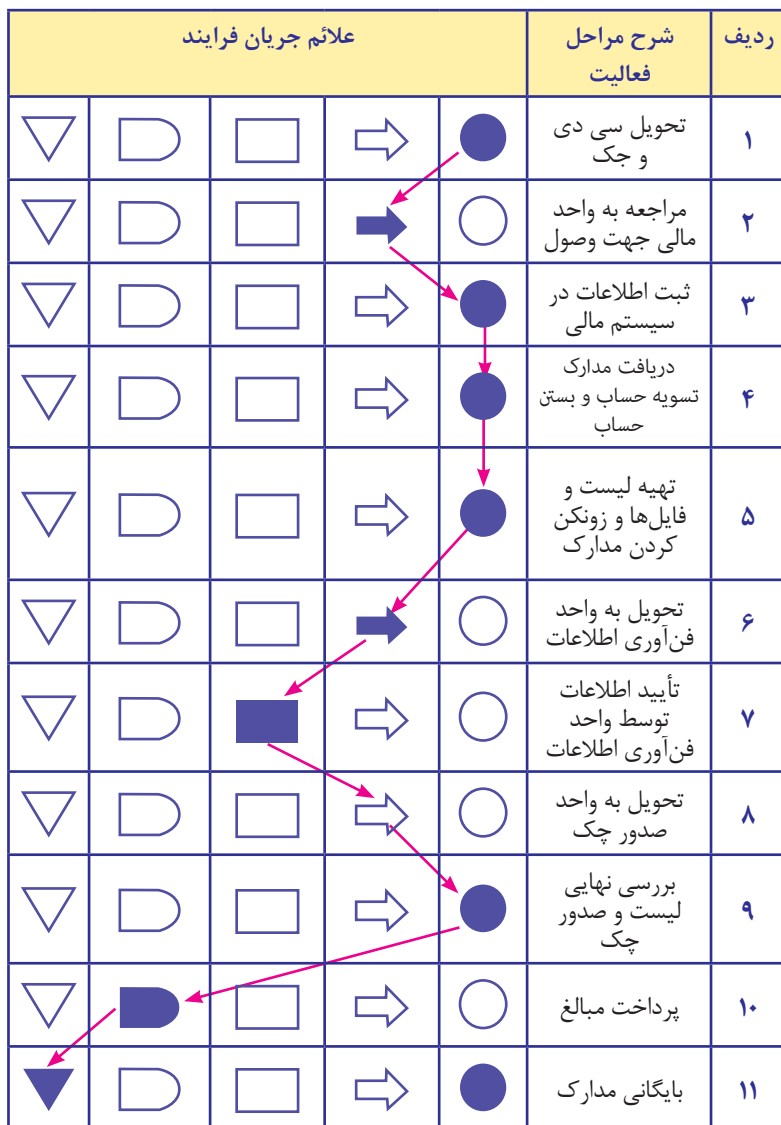 ردیف
شرح مراحل
فعالیت
علائم جریان فرایند
۱
تحویل سی دی
و جک
۲
مراجعه به واحد
مالی جهت وصول
۳
ثبت اطلاعات در
سیستم مالی
۴
دریافت مدارک
تسویه حساب و بستن
حساب
۵
تهیه لیست و
فایل‌ها و زونکن
کردن مدارک
۶
تحویل به واحد
فن‌آوری اطلاعات
۷
تأیید اطلاعات
توسط واحد
فن‌آوری اطلاعات
۸
تحویل به واحد
صدور چک
۹
بررسی نهایی
لیست و صدور
چک
۱۰
پرداخت مبالغ
۱۱
بایگانی مدارک